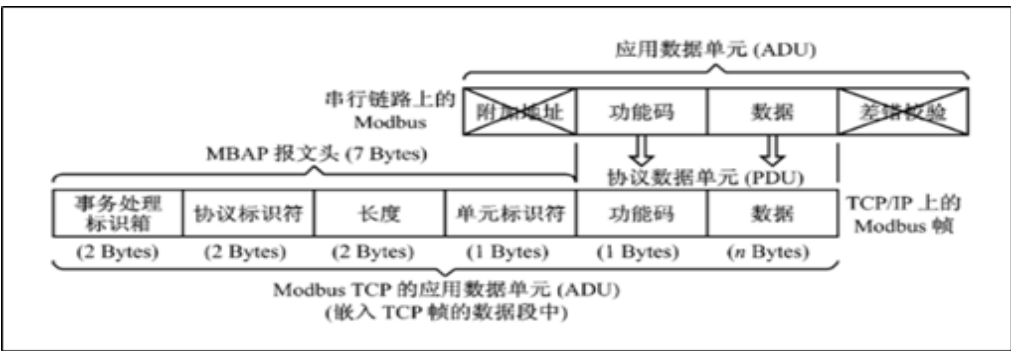 应用数据单元 (ADU)
串行链路上的
Modbus
附加地址
功能码
数据
差错校验
MBAP 报文头 (7 Bytes)
协议数据单元 (PDU)
事务处理
标识箱
协议标识符
长度
单元标识符
功能码
数据
TCP/IP 上的
Modbus 帧
(2 Bytes)
(2 Bytes)
(2 Bytes)
(1 Bytes)
(1 Bytes)
(n Bytes)
Modbus TCP 的应用数据单元 (ADU)
(嵌入 TCP 帧的数据段中)